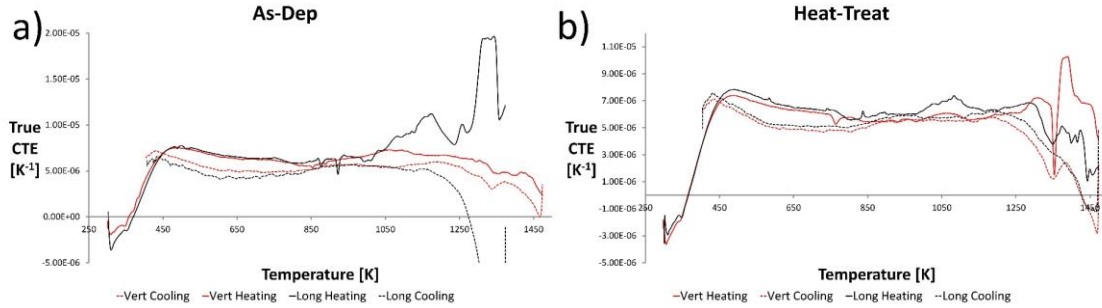 As-Dep
a)
2.00E-05
1.50E-05
1.00E-05
5.00E-06
0.00E+00
-5.00E-06
True
CTE
[K⁻¹]
250
450
650
850
1050
1250
1450
Temperature [K]
Vert Cooling
Vert Heating
Long Heating
Long Cooling
Heat-Treat
b)
1.10E-05
9.00E-06
7.00E-06
5.00E-06
3.00E-06
1.00E-06
-1.00E-06
-3.00E-06
-5.00E-06
True
CTE
[K⁻¹]
250
450
650
850
1050
1250
1450
Temperature [K]
Vert Heating
Vert Cooling
Long Heating
Long Cooling